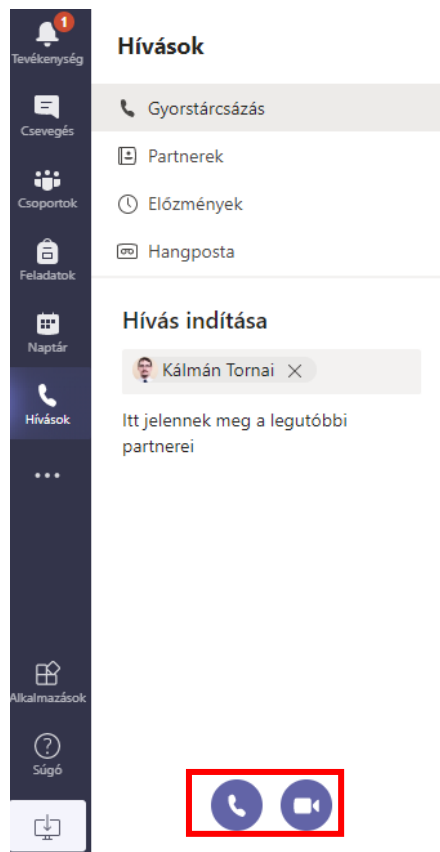 1
Tevékenység
Csevegés
Csoportok
Feladatok
Naptár
Hívások
Alkalmazások
Súgó
Hívások
Gyorstárcsázás
Partnerek
Előzmények
Hangposta
Hívás indítása
Kálmán Tornai
Itt jelennek meg a legutóbbi
partnerei